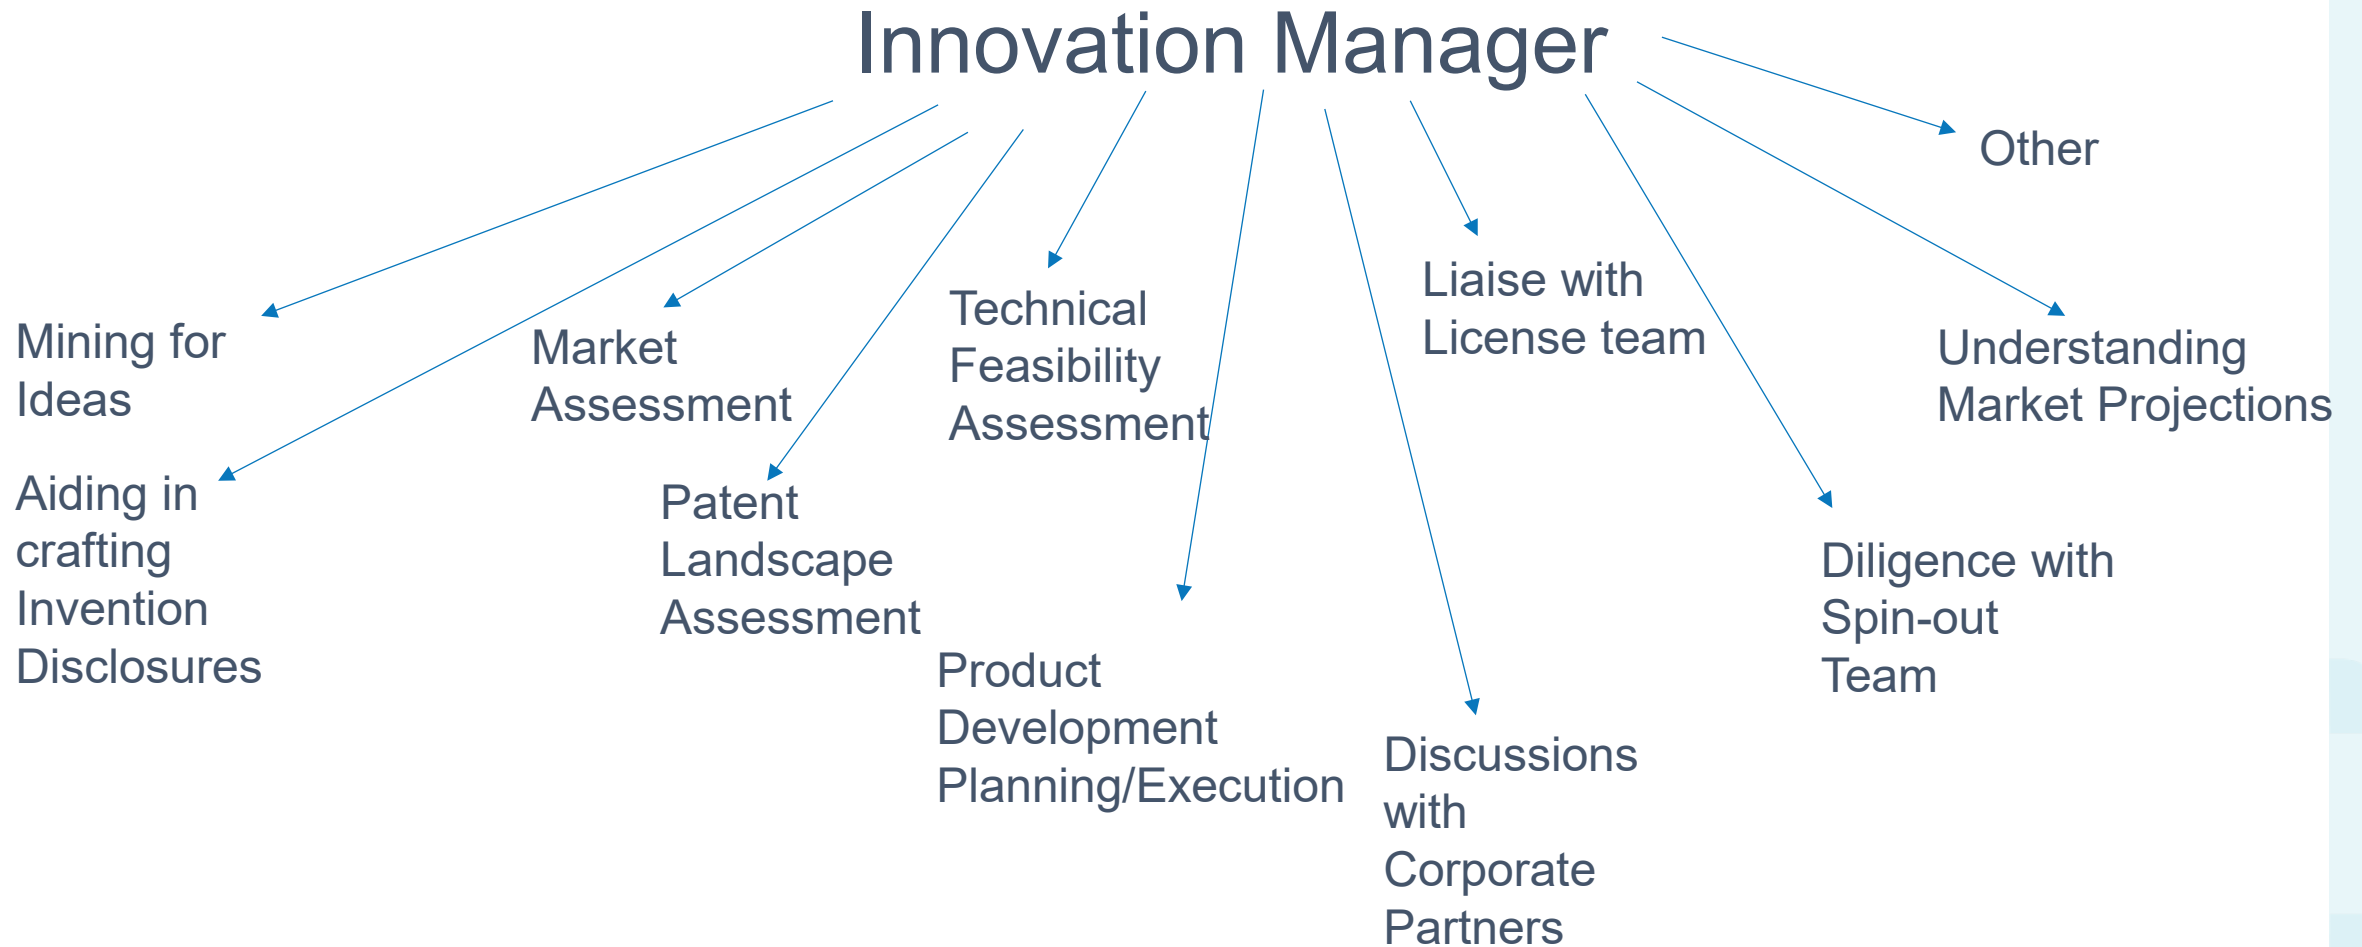 Innovation Manager
Other
Mining for
Ideas
Aiding in
crafting
Invention
Disclosures
Market
Assessment
Patent
Landscape
Assessment
Technical
Feasibility
Assessment
Product
Development
Planning/Execution
Discussions
with
Corporate
Partners
Liaise with
License team
Diligence with
Spin-out
Team
Understanding
Market Projections